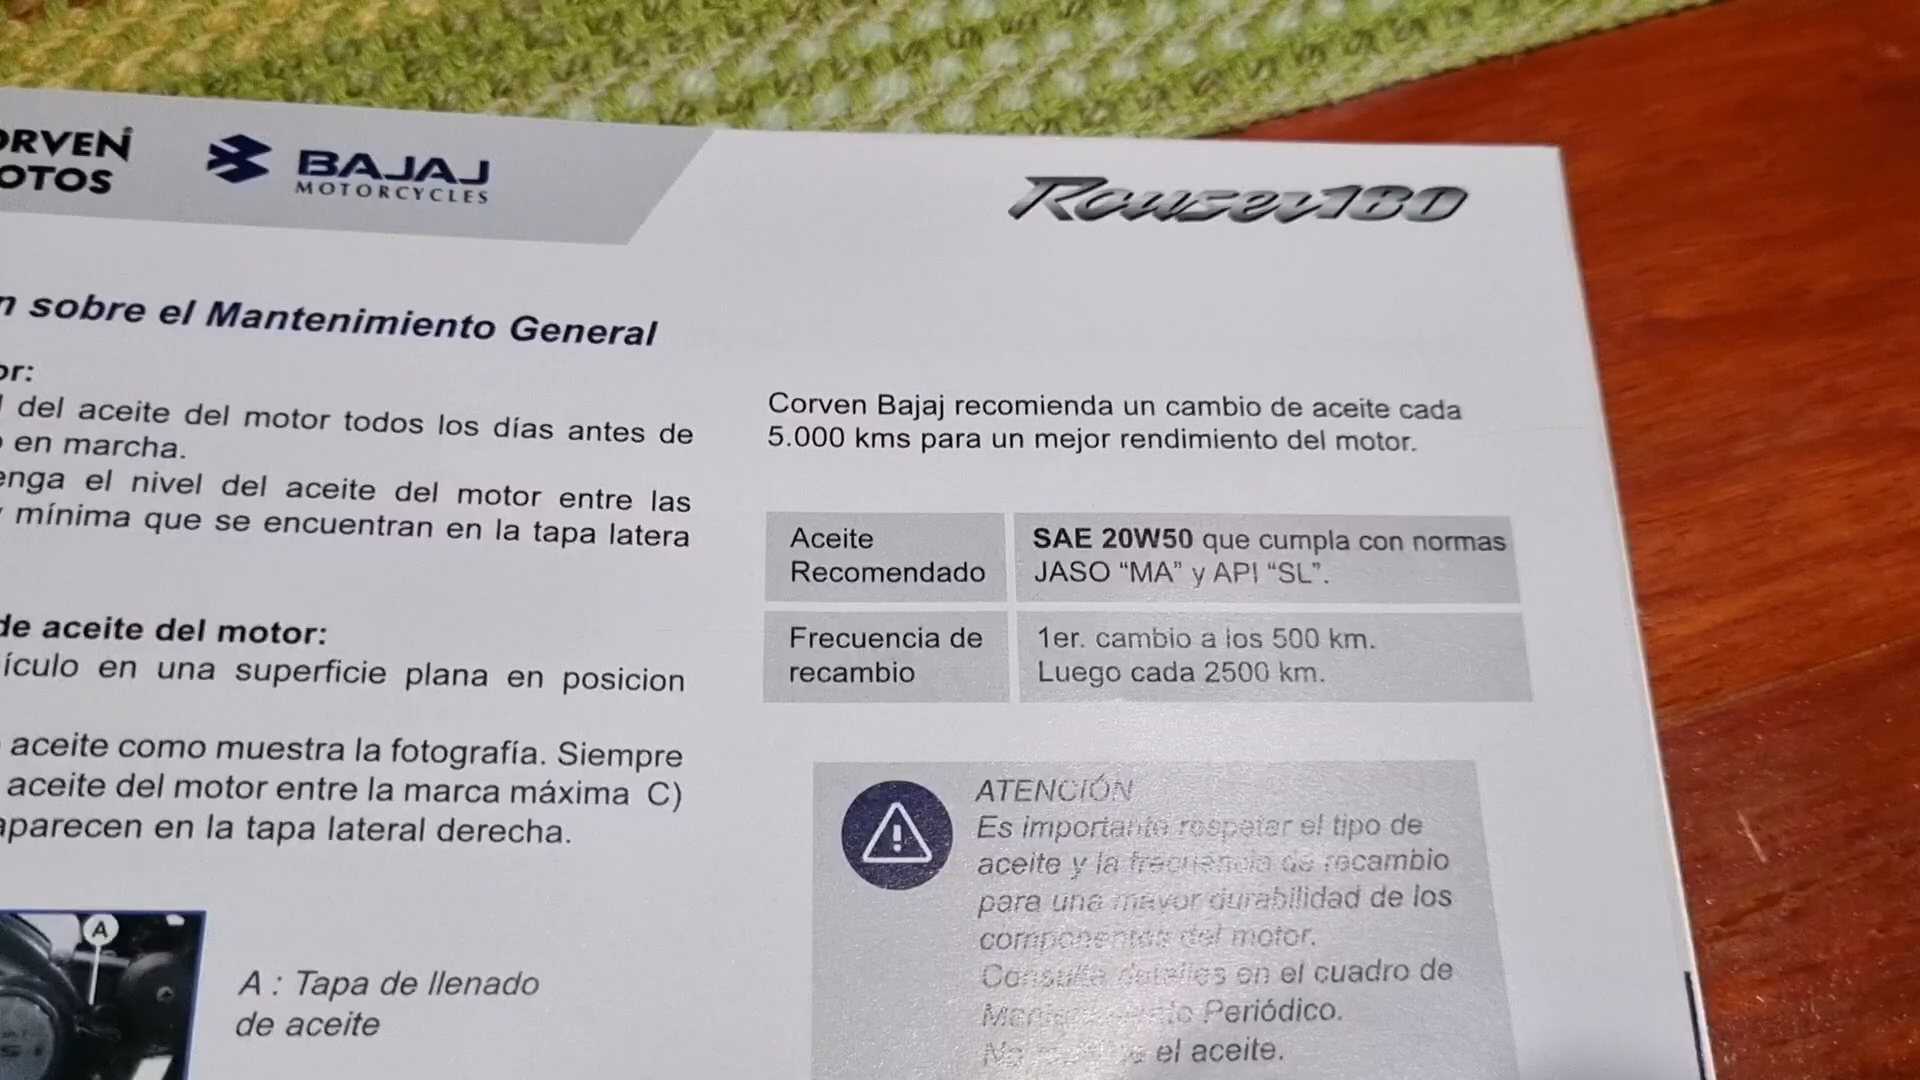 ORVEN
OTOS
BAJAJ
MOTORCYCLES
Rouser180
n sobre el Mantenimiento General
or:
del aceite del motor todos los días antes de
en marcha.
enga el nivel del aceite del motor entre las
mínima que se encuentran en la tapa latera
de aceite del motor:
ículo en una superficie plana en posicion
aceite como muestra la fotografía. Siempre
aceite del motor entre la marca máxima C)
aparecen en la tapa lateral derecha.
A
A : Tapa de llenado
de aceite
Corven Bajaj recomienda un cambio de aceite cada
5.000 kms para un mejor rendimiento del motor.
Aceite
Recomendado
SAE 20W50 que cumpla con normas
JASO “MA” y API “SL”.
Frecuencia de
recambio
1er. cambio a los 500 km.
Luego cada 2500 km.
ATENCIÓN
Es importante respetar el tipo de
aceite y la frecuencia de recambio
para una mayor durabilidad de los
componentes del motor.
Consulte detalles en el cuadro de
Periódico.
el aceite.